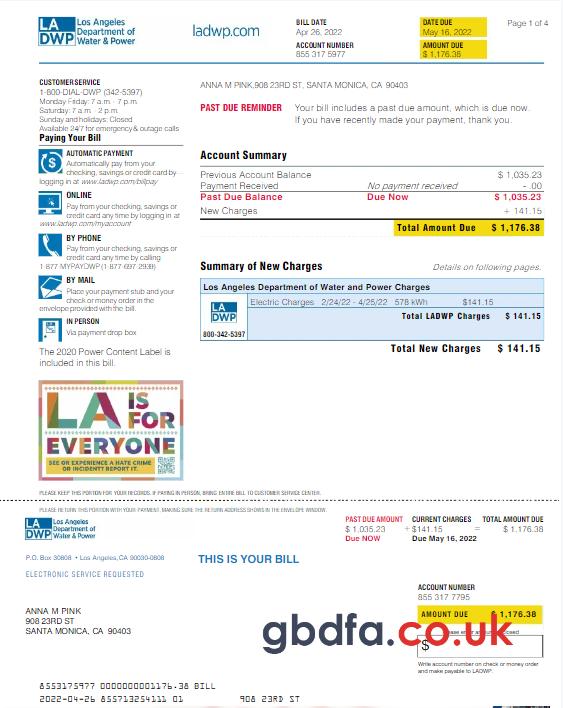 LA DWP Los Angeles Department of Water & Power
ladwp.com
BILL DATE
Apr 26, 2022
ACCOUNT NUMBER
855 317 5977
DATE DUE
May 16, 2022
AMOUNT DUE
$ 1,176.38
Page 1 of 4
CUSTOMER SERVICE
1-800-DIAL-DWP (342-5397)
Monday Friday: 7 a.m. - 7 p.m.
Saturday: 7 a.m. - 2 p.m.
Sunday and holidays: Closed
Available 24/7 for emergency & outage calls
Paying Your Bill
AUTOMATIC PAYMENT
Automatically pay from your
checking, savings or credit card by
logging in at www.ladwp.com/billpay
ONLINE
Pay from your checking, savings or
credit card any time by logging in at
www.ladwp.com/myaccount
BY PHONE
Pay from your checking, savings or
credit card any time by calling
1 877 MYPAYDWP (1-877-697-2939)
BY MAIL
Place your payment stub and your
check or money order in the
envelope provided with the bill.
IN PERSON
Via payment drop box
The 2020 Power Content Label is
included in this bill.
LA IS FOR EVERYONE
SEE OR EXPERIENCE A HATE CRIME
OR INCIDENT? REPORT IT.
ANNA M PINK,908 23RD ST, SANTA MONICA, CA 90403
PAST DUE REMINDER Your bill includes a past due amount, which is due now.
If you have recently made your payment, thank you.
Account Summary
Previous Account Balance $ 1,035.23
Payment Received No payment received - .00
Past Due Balance Due Now $ 1,035.23
New Charges + 141.15
Total Amount Due $ 1,176.38
Summary of New Charges Details on following pages.
Los Angeles Department of Water and Power Charges
LA DWP
800-342-5397
Electric Charges 2/24/22 - 4/25/22 578 kWh $141.15
Total LADWP Charges $ 141.15
Total New Charges $ 141.15
PLEASE KEEP THIS PORTION FOR YOUR RECORDS. IF PAYING IN PERSON, BRING ENTIRE BILL TO CUSTOMER SERVICE CENTER.
PLEASE RETURN THIS PORTION WITH YOUR PAYMENT, MAKING SURE THE RETURN ADDRESS SHOWS IN THE ENVELOPE WINDOW.
LA DWP Los Angeles Department of Water & Power
PAST DUE AMOUNT CURRENT CHARGES TOTAL AMOUNT DUE
$ 1,035.23 + $141.15 = $ 1,176.38
Due NOW Due May 16, 2022
P.O. Box 30808 • Los Angeles, CA 90030-0808
THIS IS YOUR BILL
ELECTRONIC SERVICE REQUESTED
ACCOUNT NUMBER
855 317 7795
AMOUNT DUE $ 1,176.38
ANNA M PINK
908 23RD ST
SANTA MONICA, CA 90403
gbdfa.co.uk
$
Write account number on check or money order
and make payable to LADWP.
8553175977 000000001176.38 BILL
2022-04-26 855713254111 01 908 23RD ST